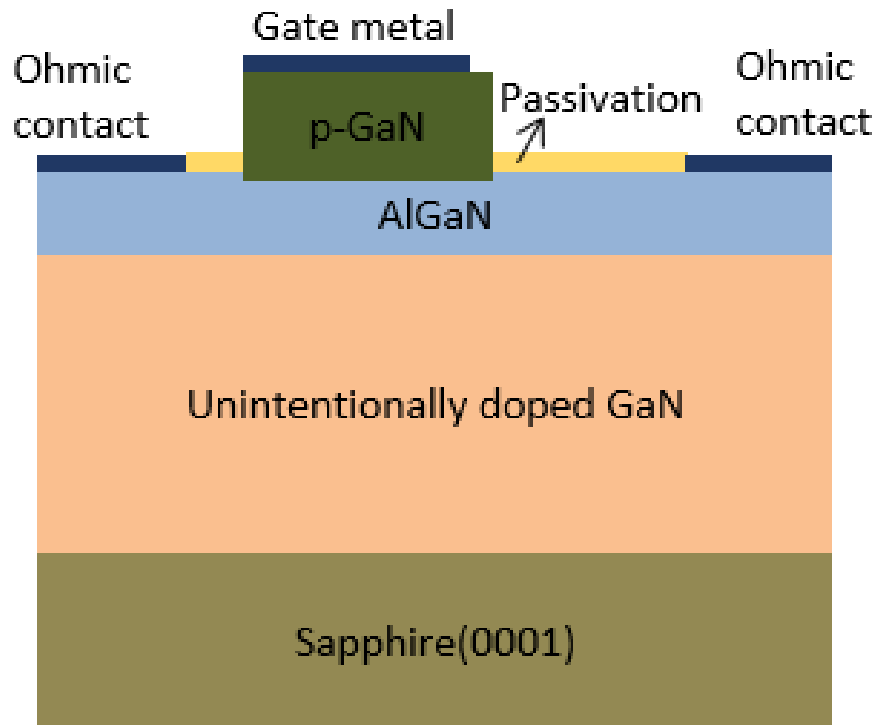 Gate metal
Ohmic
contact
Ohmic
contact
Passivation
p-GaN
AlGaN
Unintentionally doped GaN
Sapphire(0001)